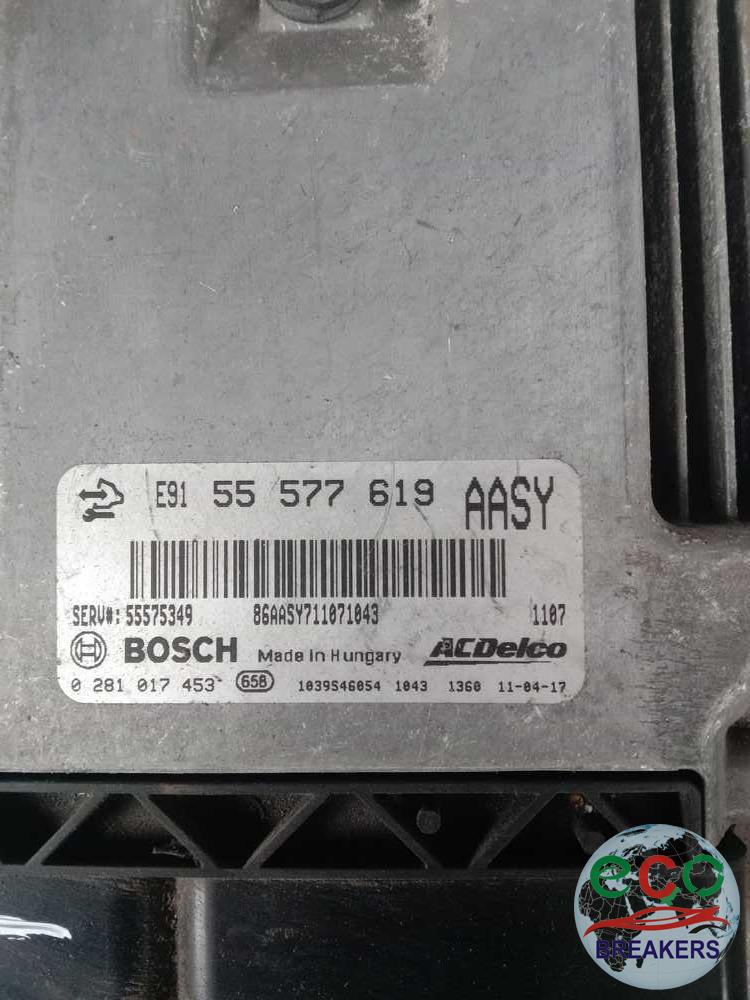 E91 55 577 619 AASY
SERV#: 55575349 86AASY711071043 1107
BOSCH Made in Hungary ACDelco
0 281 017 453 658 1039S46054 1043 1360 11-04-17
eco
BREAKERS